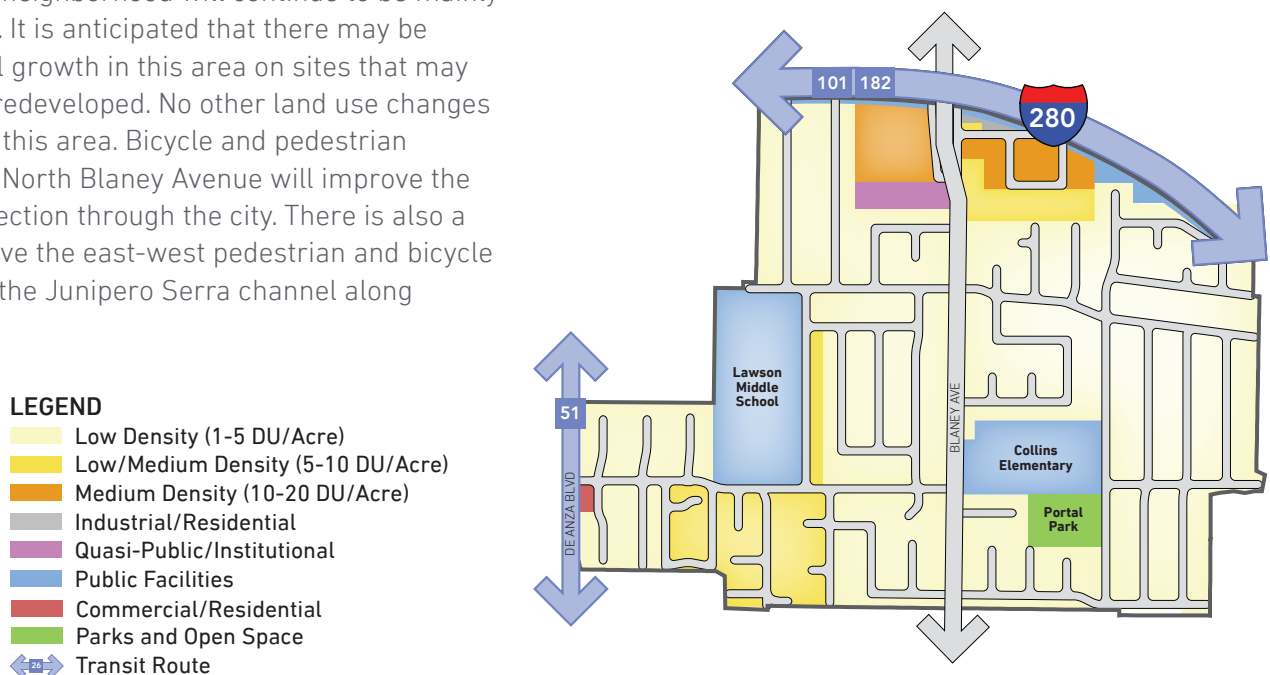 neighborhood will continue to be mainly
. It is anticipated that there may be
l growth in this area on sites that may
redeveloped. No other land use changes
this area. Bicycle and pedestrian
North Blaney Avenue will improve the
ection through the city. There is also a
ve the east-west pedestrian and bicycle
the Junipero Serra channel along
LEGEND
Low Density (1-5 DU/Acre)
Low/Medium Density (5-10 DU/Acre)
Medium Density (10-20 DU/Acre)
Industrial/Residential
Quasi-Public/Institutional
Public Facilities
Commercial/Residential
Parks and Open Space
26 Transit Route
101 182
280
Lawson
Middle
School
51
DE ANZA BLVD
BLANEY AVE
Collins
Elementary
Portal
Park